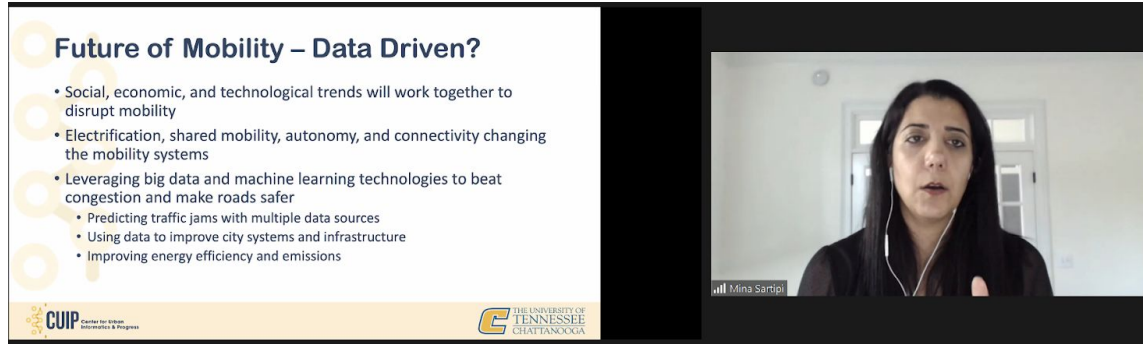 Future of Mobility – Data Driven?
• Social, economic, and technological trends will work together to
disrupt mobility
• Electrification, shared mobility, autonomy, and connectivity changing
the mobility systems
• Leveraging big data and machine learning technologies to beat
congestion and make roads safer
• Predicting traffic jams with multiple data sources
• Using data to improve city systems and infrastructure
• Improving energy efficiency and emissions
CUIP
Center for Urban
Informatics & Progress
C
THE UNIVERSITY OF
TENNESSEE
CHATTANOOGA
Mina Sartipi